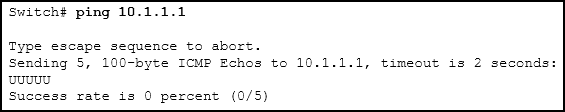 Switch# ping 10.1.1.1
Type escape sequence to abort.
Sending 5, 100-byte ICMP Echos to 10.1.1.1, timeout is 2 seconds:
UUUUU
Success rate is 0 percent (0/5)